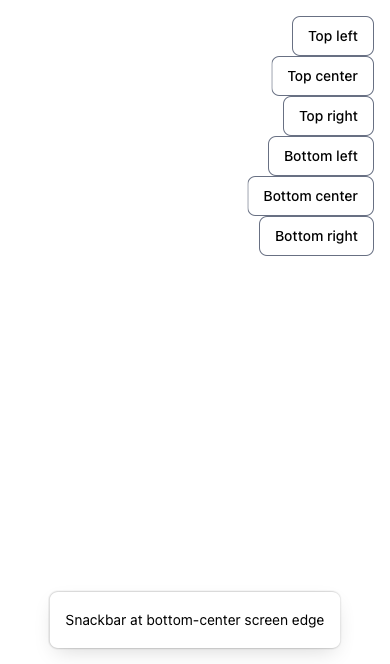 Top left
Top center
Top right
Bottom left
Bottom center
Bottom right
Snackbar at bottom-center screen edge